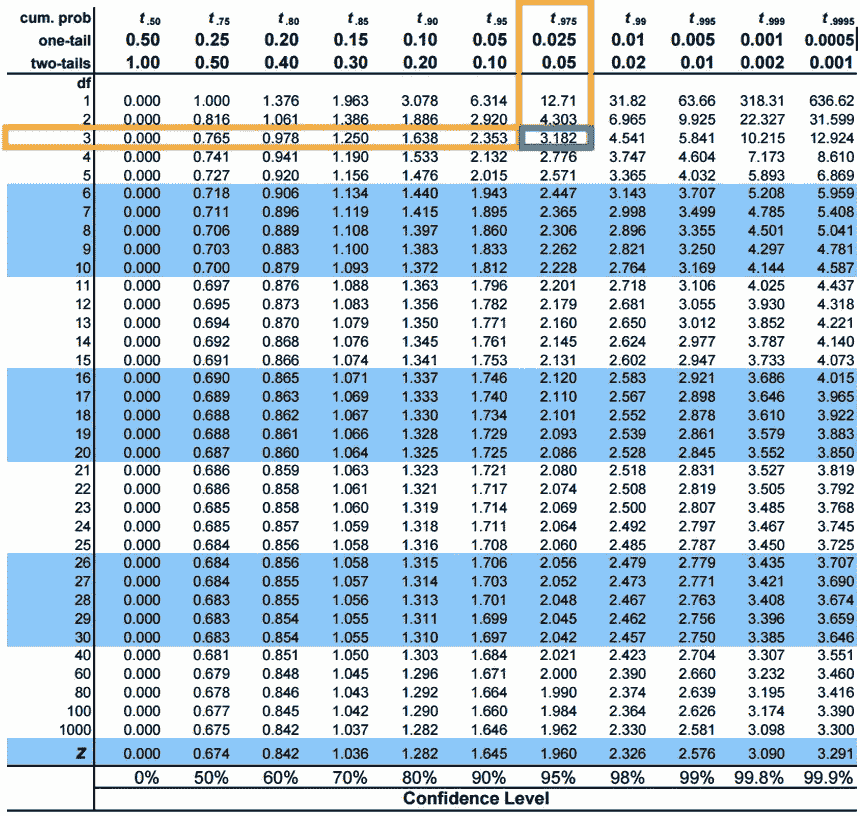 cum. prob t.50 t.75 t.80 t.85 t.90 t.95 t.975 t.99 t.995 t.999 t.9995
one-tail 0.50 0.25 0.20 0.15 0.10 0.05 0.025 0.01 0.005 0.001 0.0005
two-tails 1.00 0.50 0.40 0.30 0.20 0.10 0.05 0.02 0.01 0.002 0.001
df
1 0.000 1.000 1.376 1.963 3.078 6.314 12.71 31.82 63.66 318.31 636.62
2 0.000 0.816 1.061 1.386 1.886 2.920 4.303 6.965 9.925 22.327 31.599
3 0.000 0.765 0.978 1.250 1.638 2.353 3.182 4.541 5.841 10.215 12.924
4 0.000 0.741 0.941 1.190 1.533 2.132 2.776 3.747 4.604 7.173 8.610
5 0.000 0.727 0.920 1.156 1.476 2.015 2.571 3.365 4.032 5.893 6.869
6 0.000 0.718 0.906 1.134 1.440 1.943 2.447 3.143 3.707 5.208 5.959
7 0.000 0.711 0.896 1.119 1.415 1.895 2.365 2.998 3.499 4.785 5.408
8 0.000 0.706 0.889 1.108 1.397 1.860 2.306 2.896 3.355 4.501 5.041
9 0.000 0.703 0.883 1.100 1.383 1.833 2.262 2.821 3.250 4.297 4.781
10 0.000 0.700 0.879 1.093 1.372 1.812 2.228 2.764 3.169 4.144 4.587
11 0.000 0.697 0.876 1.088 1.363 1.796 2.201 2.718 3.106 4.025 4.437
12 0.000 0.695 0.873 1.083 1.356 1.782 2.179 2.681 3.055 3.930 4.318
13 0.000 0.694 0.870 1.079 1.350 1.771 2.160 2.650 3.012 3.852 4.221
14 0.000 0.692 0.868 1.076 1.345 1.761 2.145 2.624 2.977 3.787 4.140
15 0.000 0.691 0.866 1.074 1.341 1.753 2.131 2.602 2.947 3.733 4.073
16 0.000 0.690 0.865 1.071 1.337 1.746 2.120 2.583 2.921 3.686 4.015
17 0.000 0.689 0.863 1.069 1.333 1.740 2.110 2.567 2.898 3.646 3.965
18 0.000 0.688 0.862 1.067 1.330 1.734 2.101 2.552 2.878 3.610 3.922
19 0.000 0.688 0.861 1.066 1.328 1.729 2.093 2.539 2.861 3.579 3.883
20 0.000 0.687 0.860 1.064 1.325 1.725 2.086 2.528 2.845 3.552 3.850
21 0.000 0.686 0.859 1.063 1.323 1.721 2.080 2.518 2.831 3.527 3.819
22 0.000 0.686 0.858 1.061 1.321 1.717 2.074 2.508 2.819 3.505 3.792
23 0.000 0.685 0.858 1.060 1.319 1.714 2.069 2.500 2.807 3.485 3.768
24 0.000 0.685 0.857 1.059 1.318 1.711 2.064 2.492 2.797 3.467 3.745
25 0.000 0.684 0.856 1.058 1.316 1.708 2.060 2.485 2.787 3.450 3.725
26 0.000 0.684 0.856 1.058 1.315 1.706 2.056 2.479 2.779 3.435 3.707
27 0.000 0.684 0.855 1.057 1.314 1.703 2.052 2.473 2.771 3.421 3.690
28 0.000 0.683 0.855 1.056 1.313 1.701 2.048 2.467 2.763 3.408 3.674
29 0.000 0.683 0.854 1.055 1.311 1.699 2.045 2.462 2.756 3.396 3.659
30 0.000 0.683 0.854 1.055 1.310 1.697 2.042 2.457 2.750 3.385 3.646
40 0.000 0.681 0.851 1.050 1.303 1.684 2.021 2.423 2.704 3.307 3.551
60 0.000 0.679 0.848 1.045 1.296 1.671 2.000 2.390 2.660 3.232 3.460
80 0.000 0.678 0.846 1.043 1.292 1.664 1.990 2.374 2.639 3.195 3.416
100 0.000 0.677 0.845 1.042 1.290 1.660 1.984 2.364 2.626 3.174 3.390
1000 0.000 0.675 0.842 1.037 1.282 1.646 1.962 2.330 2.581 3.098 3.300
Z 0.000 0.674 0.842 1.036 1.282 1.645 1.960 2.326 2.576 3.090 3.291
0% 50% 60% 70% 80% 90% 95% 98% 99% 99.8% 99.9%
Confidence Level